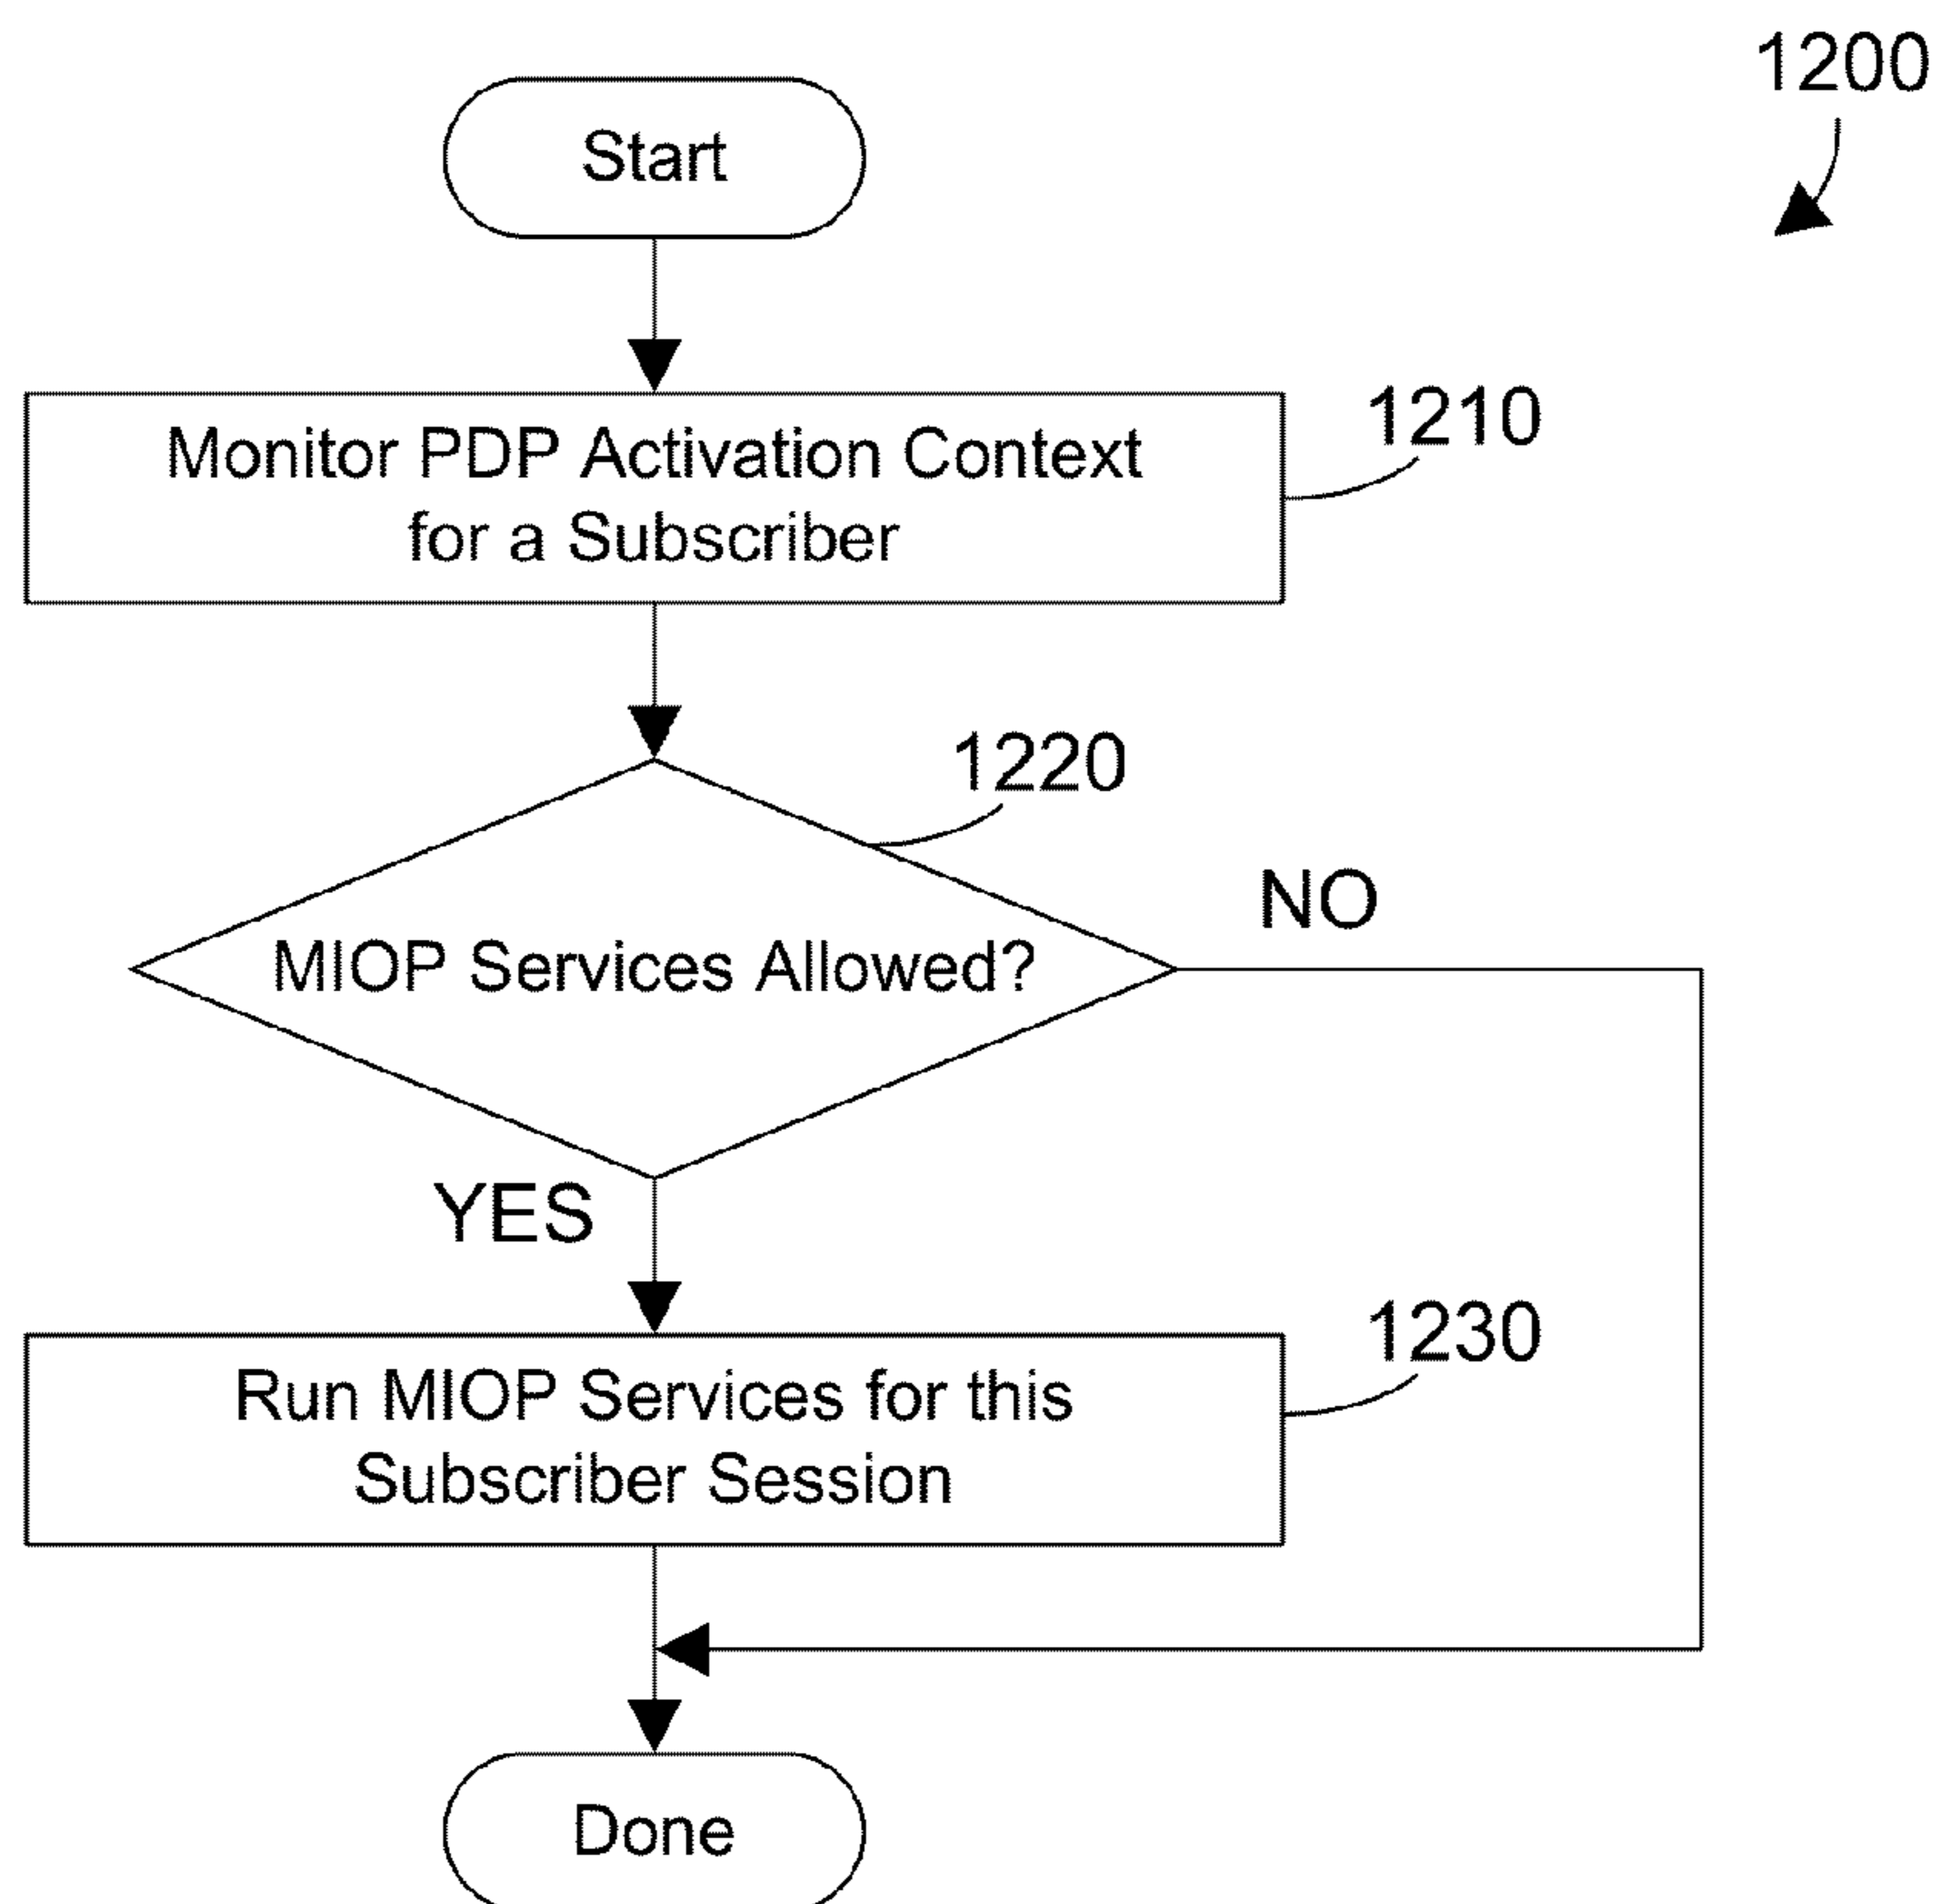 1200
Start
Monitor PDP Activation Context
for a Subscriber
1210
1220
MIOP Services Allowed?
NO
YES
Run MIOP Services for this
Subscriber Session
1230
Done